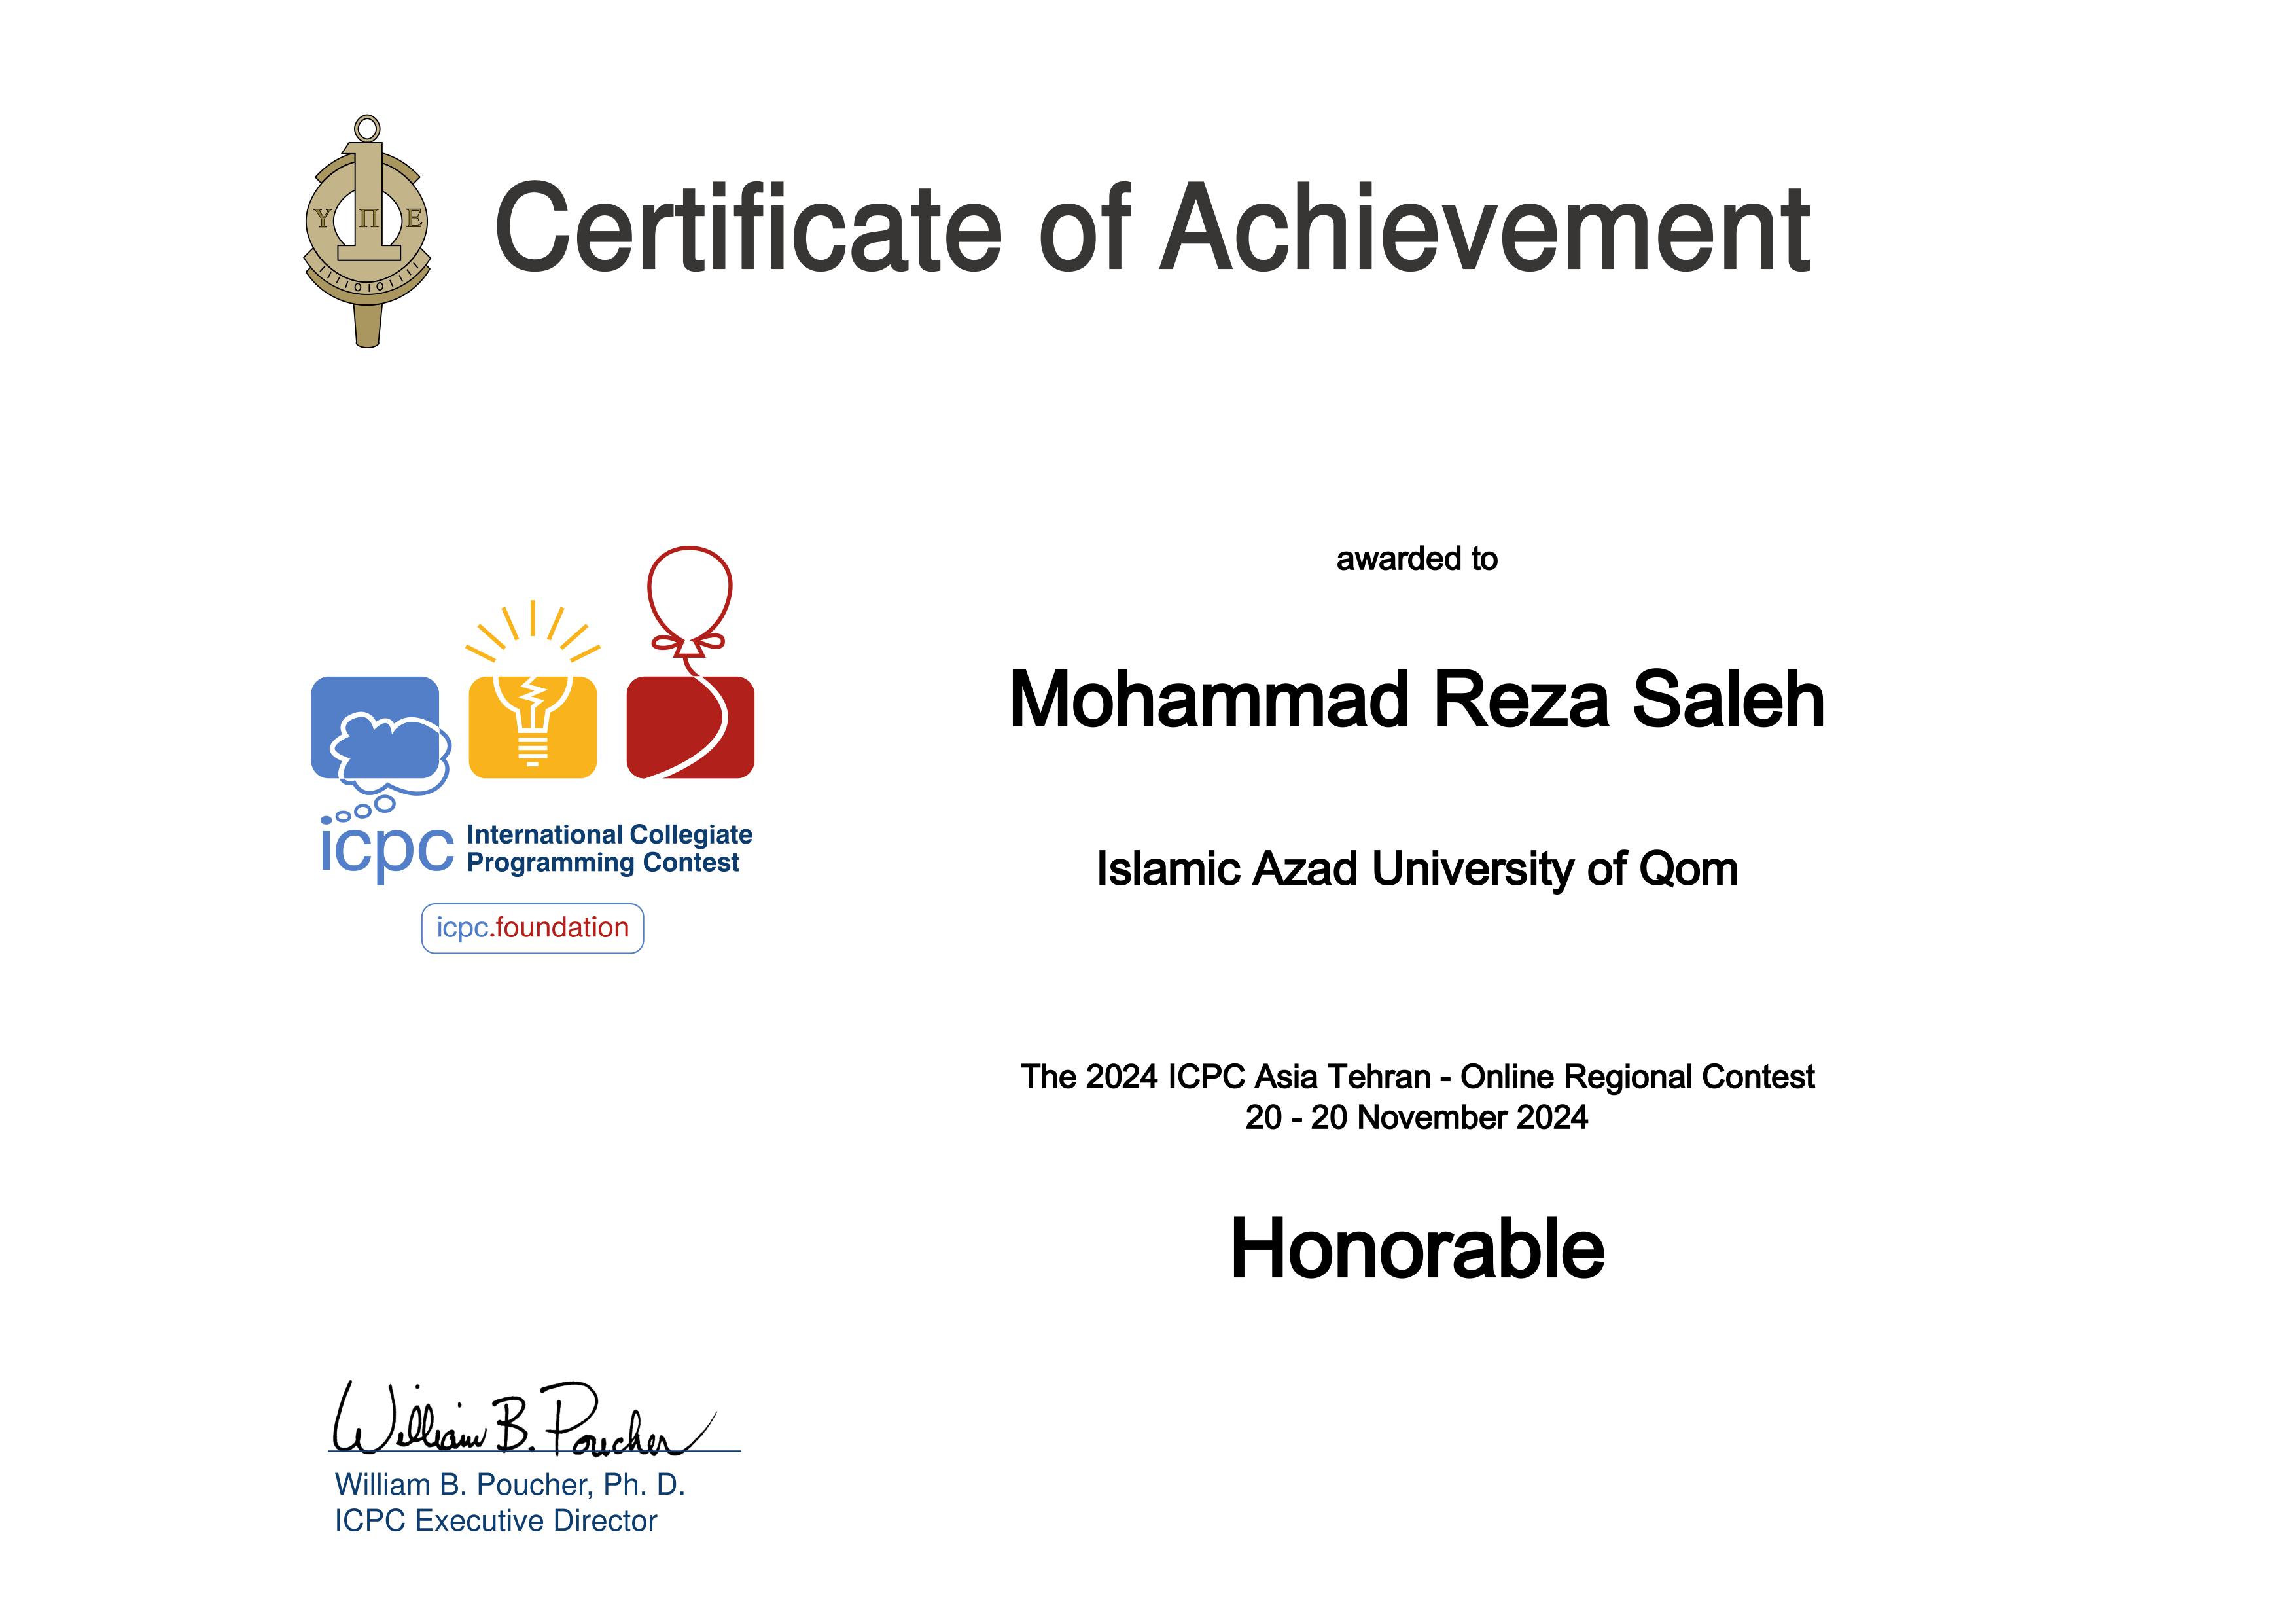 Certificate of Achievement
Υ Π Ε
awarded to
Mohammad Reza Saleh
Islamic Azad University of Qom
icpc International Collegiate
Programming Contest
icpc.foundation
The 2024 ICPC Asia Tehran - Online Regional Contest
20 - 20 November 2024
Honorable
William B. Poucher
William B. Poucher, Ph. D.
ICPC Executive Director